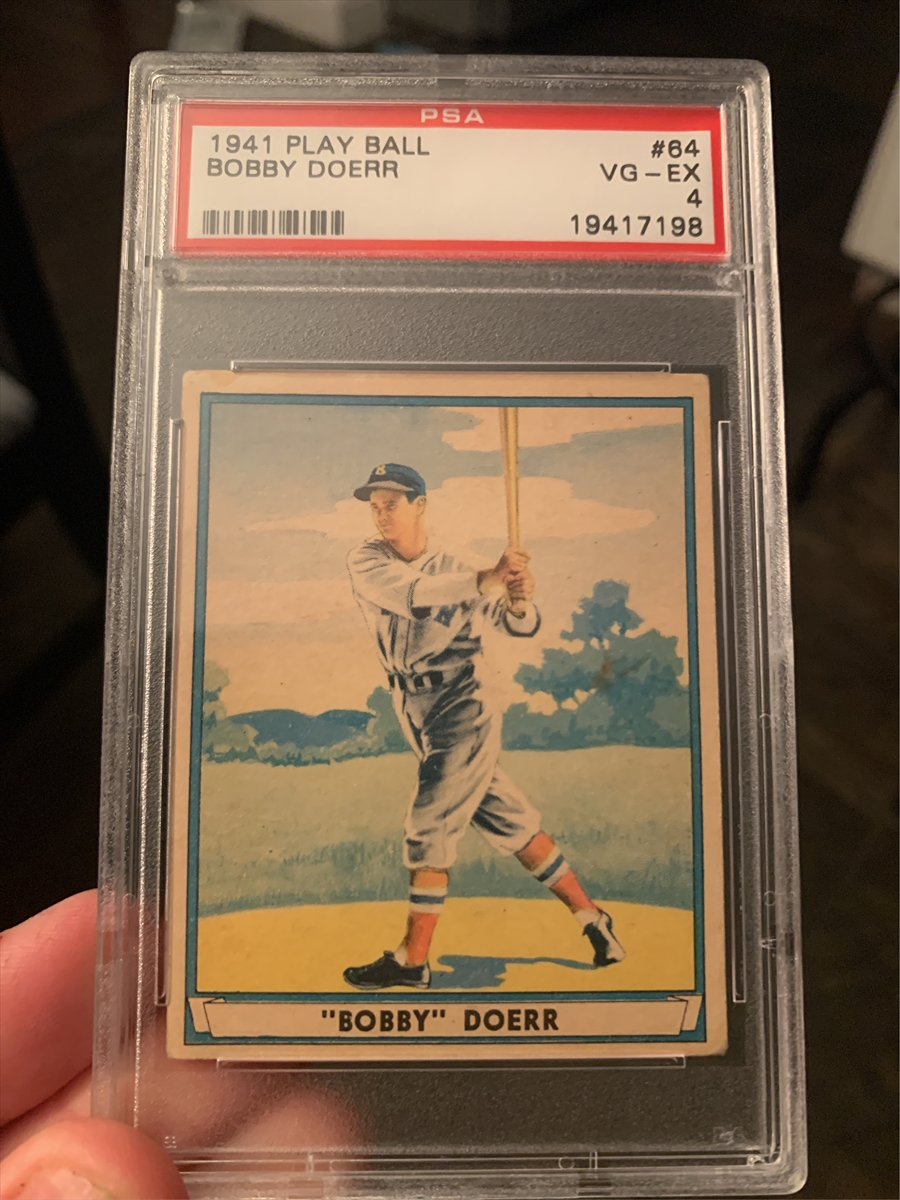 PSA
1941 PLAY BALL #64
BOBBY DOERR VG-EX
4
19417198
B
"BOBBY" DOERR